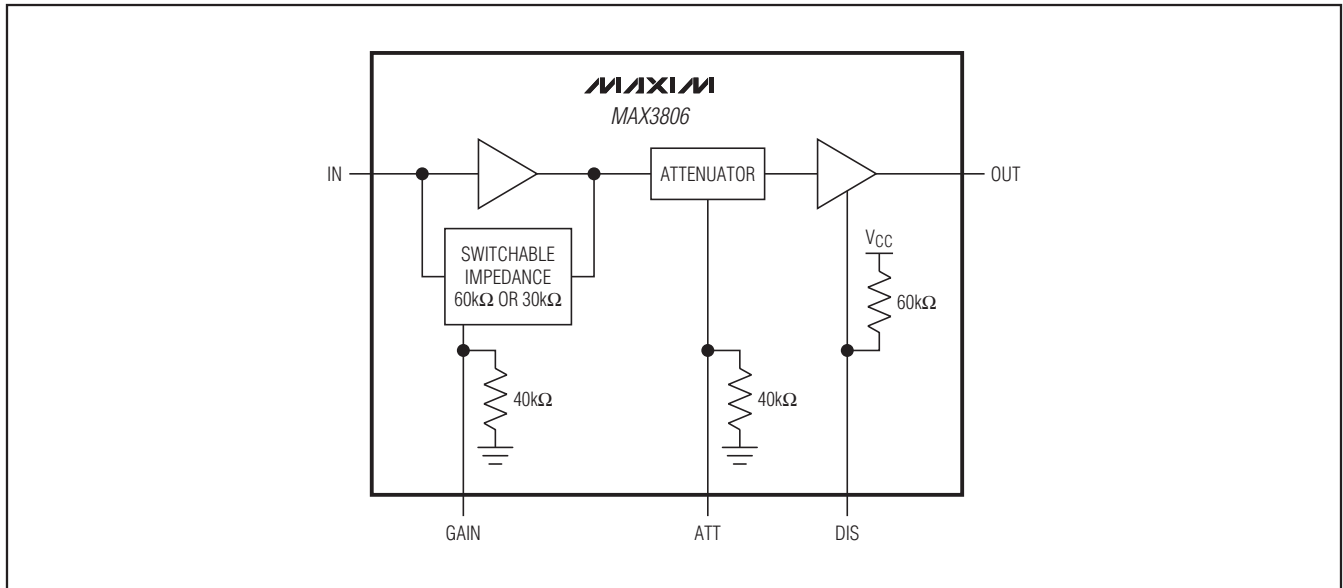 MAXIM
MAX3806
IN
ATTENUATOR
OUT
SWITCHABLE
IMPEDANCE
60kΩ OR 30kΩ
VCC
60kΩ
40kΩ
40kΩ
GAIN
ATT
DIS